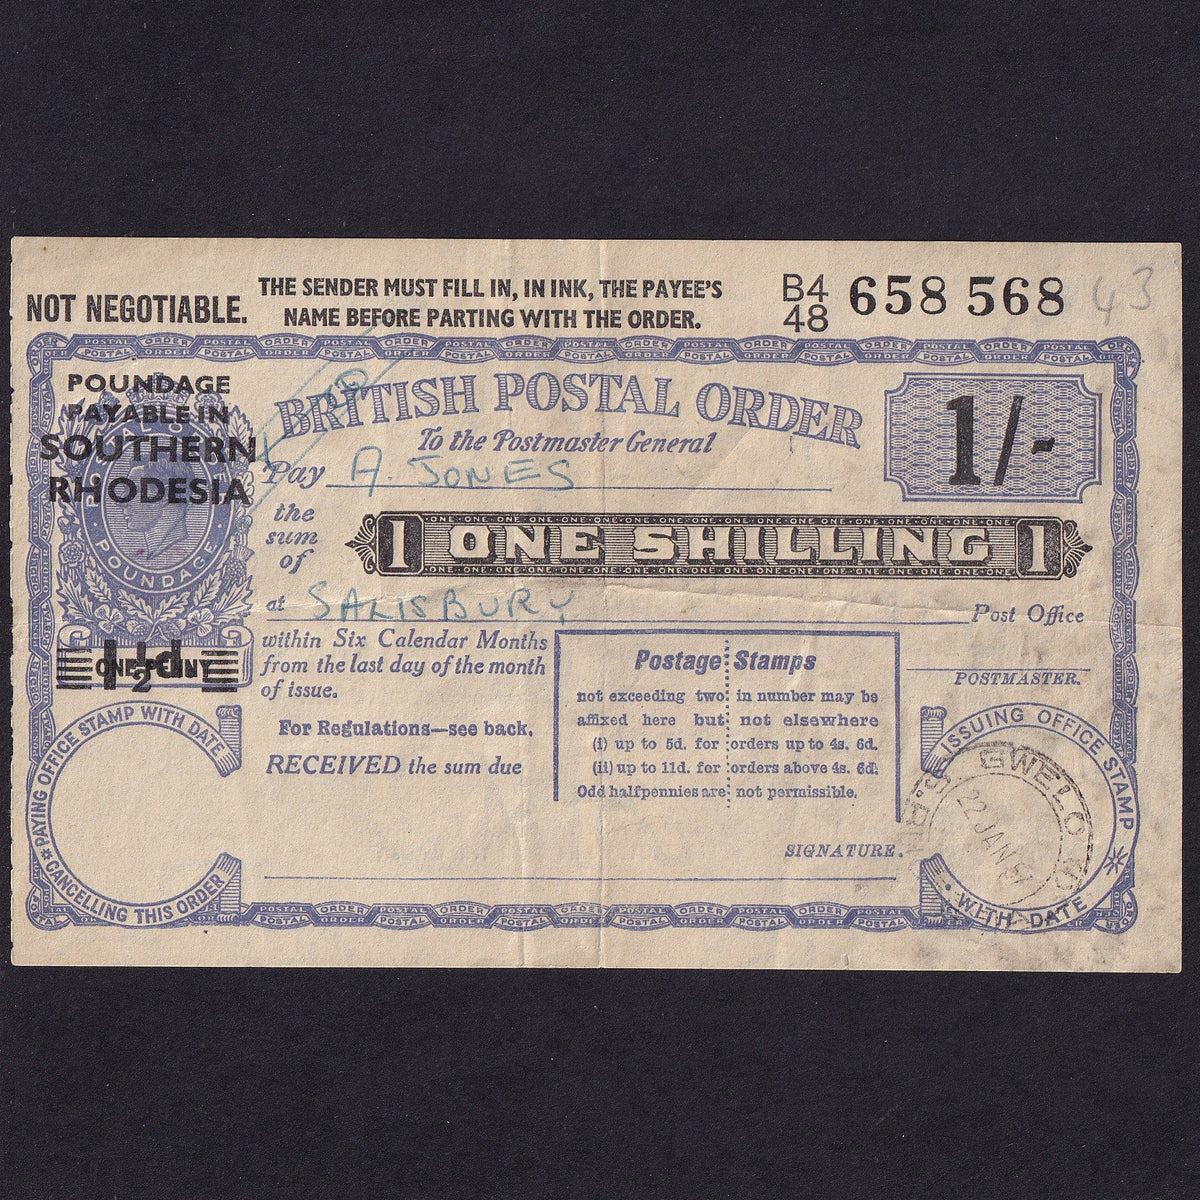 THE SENDER MUST FILL IN, IN INK, THE PAYEE'S
NAME BEFORE PARTING WITH THE ORDER.
NOT NEGOTIABLE.
B4
48
658 568
43
POUNDAGE
PAYABLE IN
SOUTHERN
RHODESIA
POUNDAGE
ONE PENNY
1½d
BRITISH POSTAL ORDER
To the Postmaster General
1/-
Pay A. JONES
the
sum
of
1 ONE SHILLING 1
at SALISBURY Post Office
within Six Calendar Months
from the last day of the month
of issue.
For Regulations—see back.
RECEIVED the sum due
Postage Stamps
not exceeding two in number may be
affixed here but not elsewhere
(i) up to 5d. for orders up to 4s. 6d.
(ii) up to 11d. for orders above 4s. 6d.
Odd halfpennies are not permissible.
POSTMASTER.
SIGNATURE.
PAYING OFFICE STAMP WITH DATE
CANCELLING THIS ORDER
ISSUING OFFICE STAMP
WITH DATE
GWELO
22 JAN